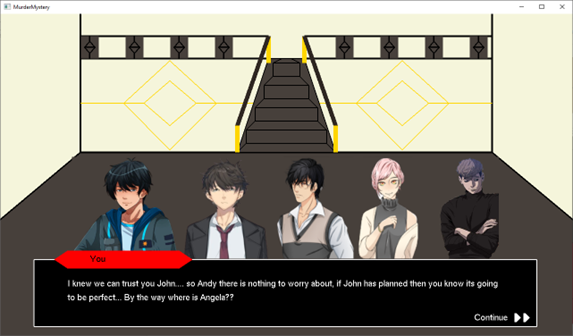 MurderMystery
You
I knew we can trust you John.... so Andy there is nothing to worry about, if John has planned then you know its going
to be perfect... By the way where is Angela??
Continue